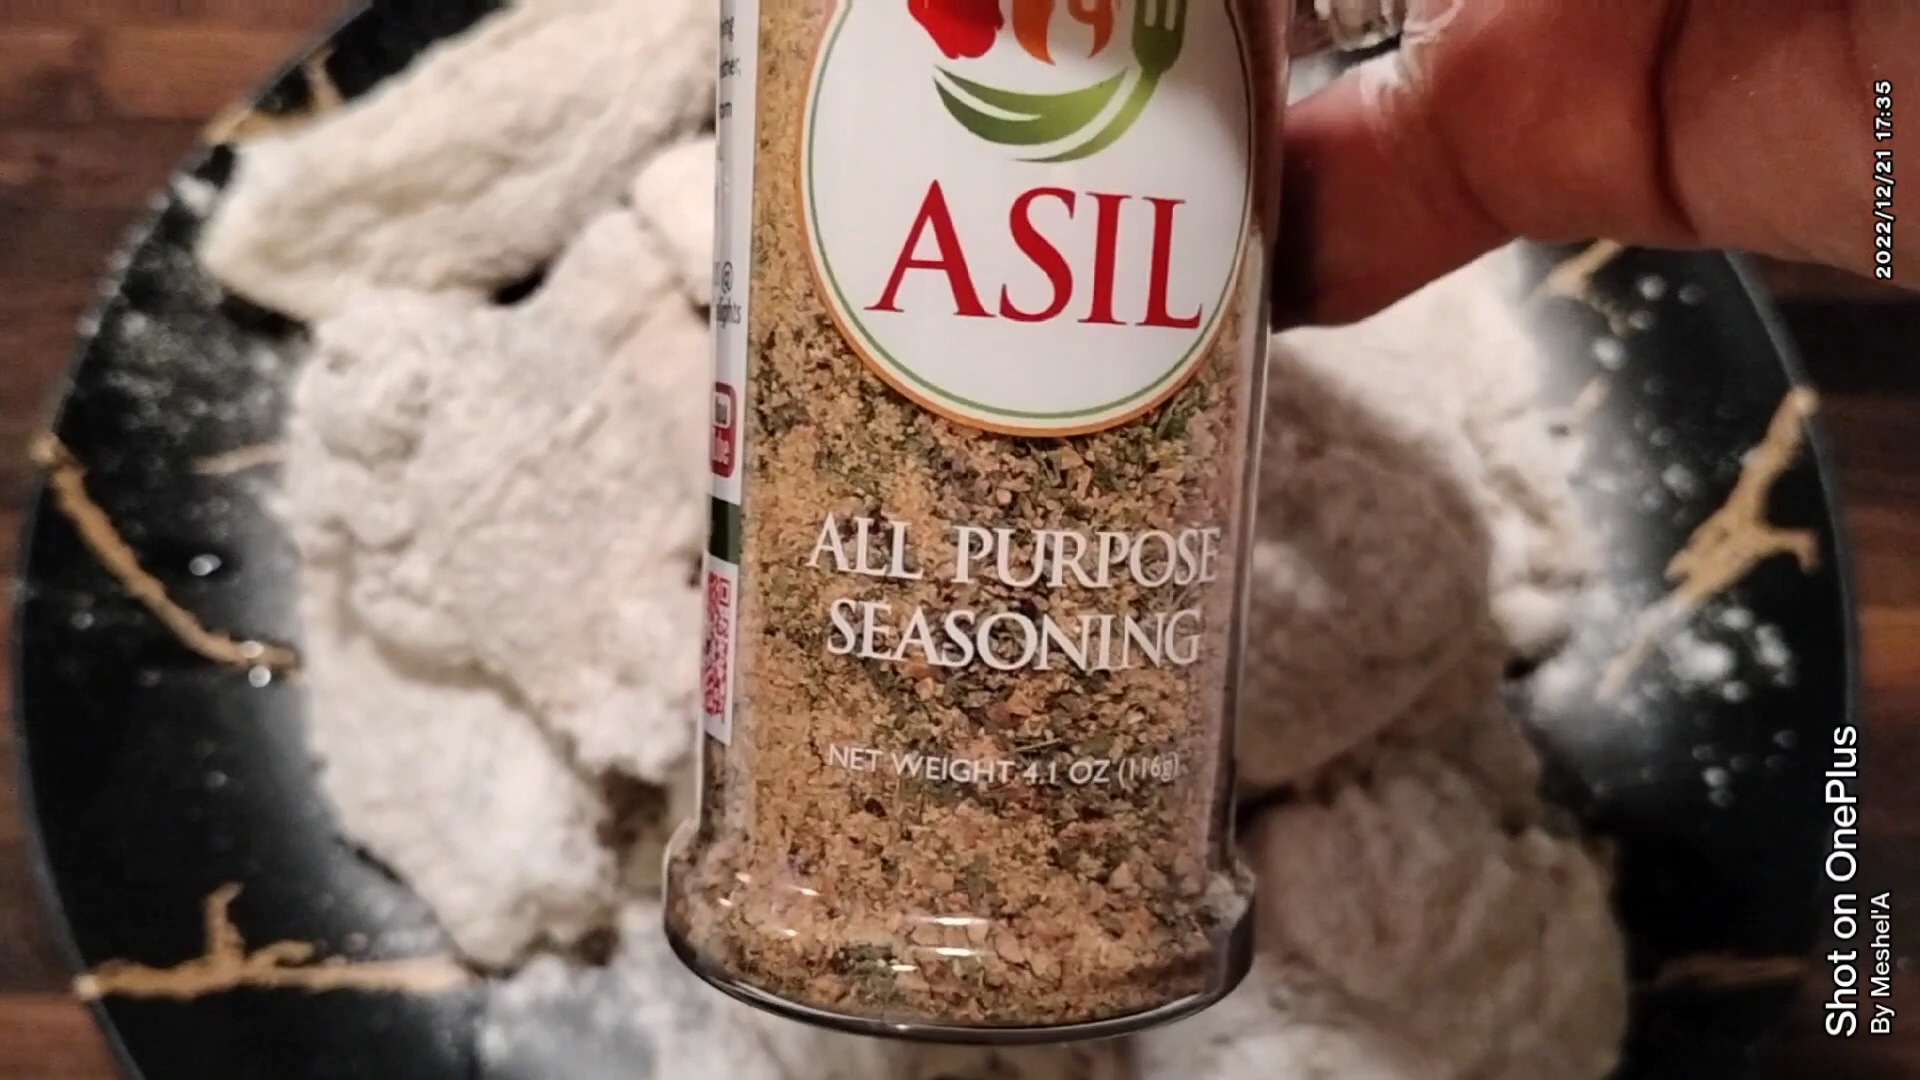 ASIL
ALL PURPOSE
SEASONING
NET WEIGHT 4.1 OZ (116g)
2022/12/21 17:35
Shot on OnePlus
By Meshel'A